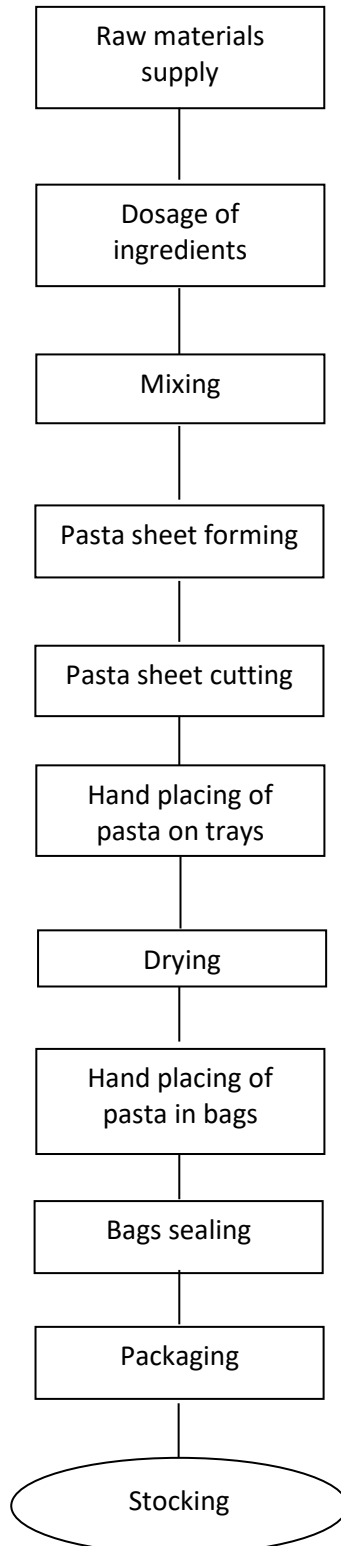 Raw materials
supply
Dosage of
ingredients
Mixing
Pasta sheet forming
Pasta sheet cutting
Hand placing of
pasta on trays
Drying
Hand placing of
pasta in bags
Bags sealing
Packaging
Stocking